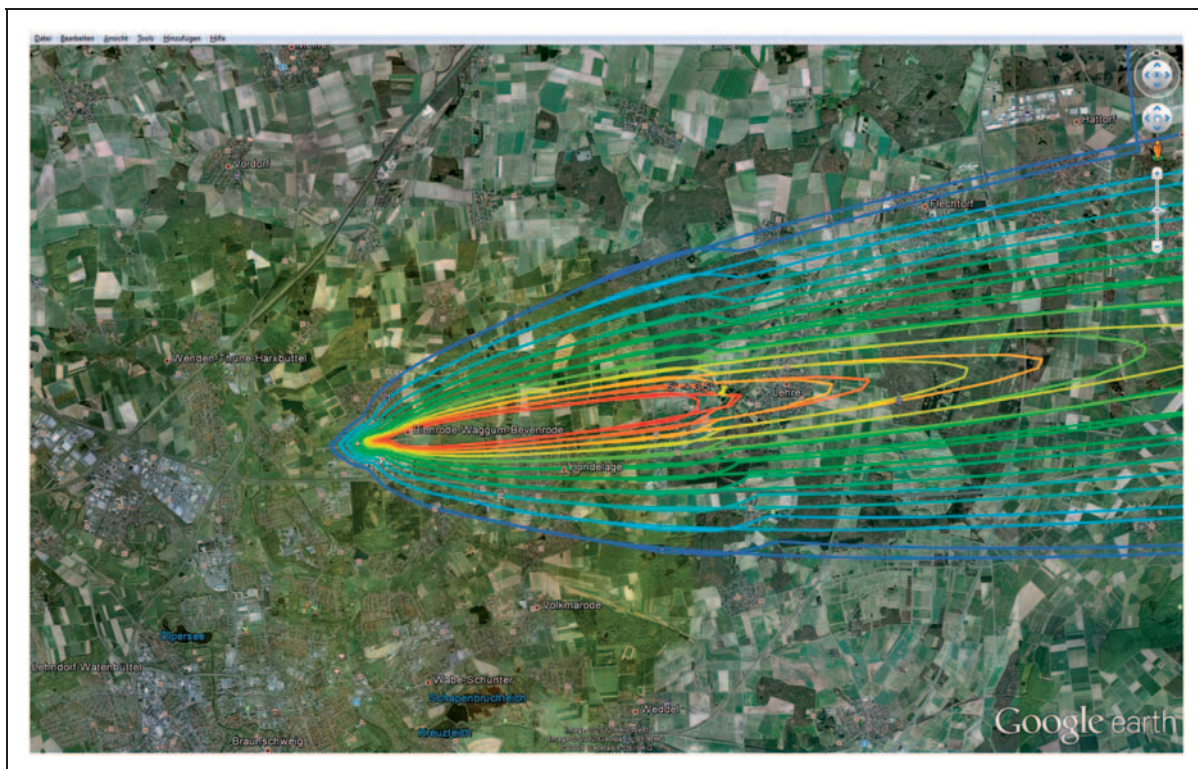 Datei Bearbeiten Ansicht Tools Hinzufügen Hilfe
Hattorf
Vordorf
Flechtorf
Wenden-Thune-Harxbüttel
Lehre
Bienrode-Waggum-Bevenrode
Hondelage
Volkmarode
Ölpersee
Lehndorf-Watenbüttel
Wabe-Schunter
Schapenbruchteich
Weddel
Kreuzteich
Braunschweig
Google earth